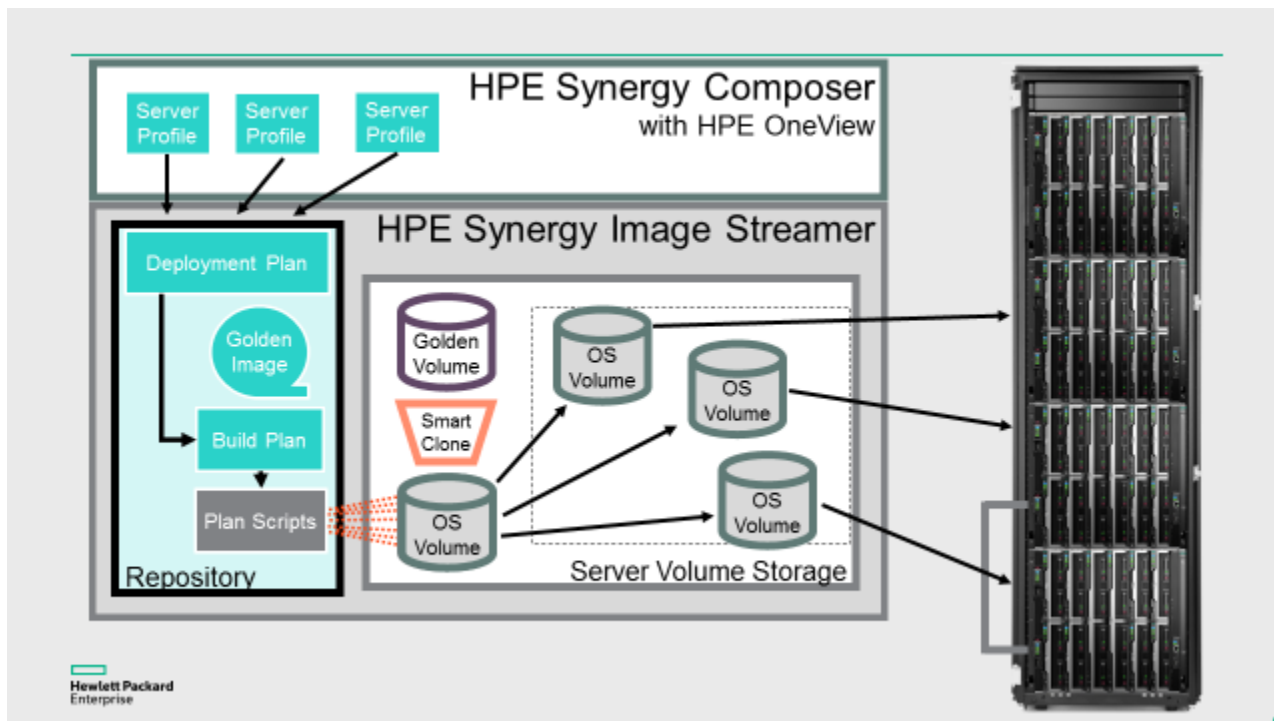 HPE Synergy Composer
with HPE OneView
Server
Profile
Server
Profile
Server
Profile
HPE Synergy Image Streamer
Deployment Plan
Golden
Image
Build Plan
Plan Scripts
Repository
Golden
Volume
Smart
Clone
OS
Volume
OS
Volume
OS
Volume
OS
Volume
Server Volume Storage
Hewlett Packard
Enterprise